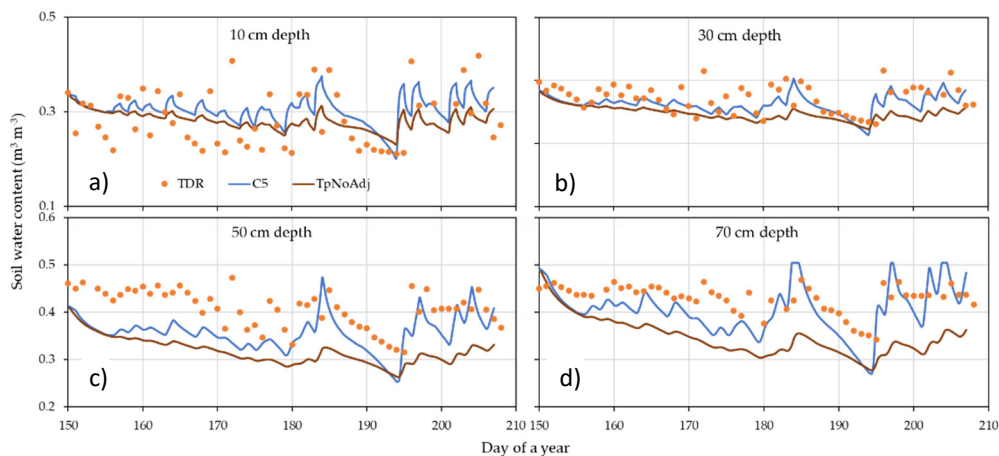 0.5
10 cm depth
30 cm depth
0.3
a)
TDR
C5
TpNoAdj
b)
0.1
0.6
50 cm depth
70 cm depth
0.5
0.4
0.3
c)
d)
0.2
150 160 170 180 190 200 210 150 160 170 180 190 200 210
Soil water content (m³ m⁻³)
Day of a year